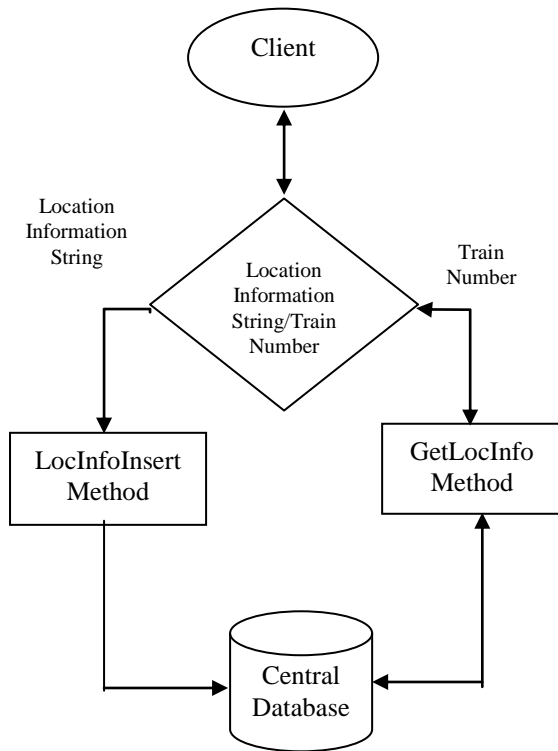 Client
Location
Information
String
Location
Information
String/Train
Number
Train
Number
LocInfoInsert
Method
GetLocInfo
Method
Central
Database